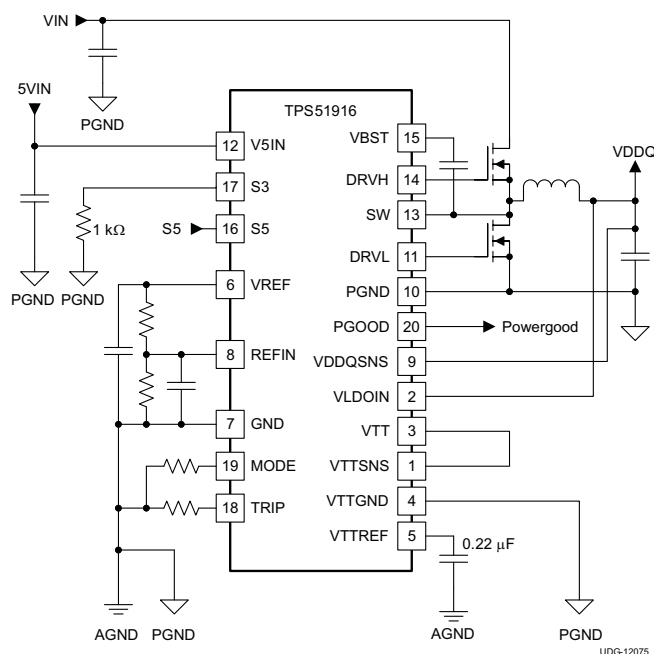 VIN
5VIN
PGND
TPS51916
VDDQ
12 V5IN
VBST 15
17 S3
DRVH 14
1 kΩ
S5
16 S5
SW 13
DRVL 11
PGND
PGND
6 VREF
PGND 10
PGOOD 20
Powergood
8 REFIN
VDDQSNS 9
VLDOIN 2
7 GND
VTT 3
19 MODE
VTTSNS 1
18 TRIP
VTTGND 4
VTTREF 5
0.22 μF
AGND
PGND
AGND
PGND
UDG-12075